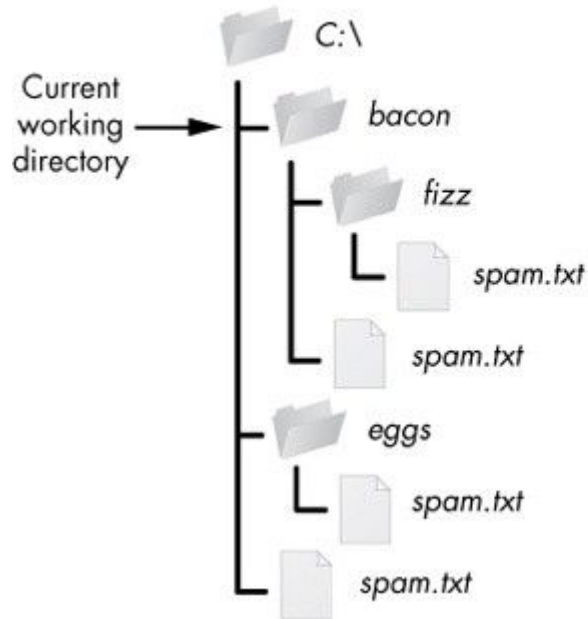 C:\
Current
working
directory
bacon
fizz
spam.txt
spam.txt
eggs
spam.txt
spam.txt